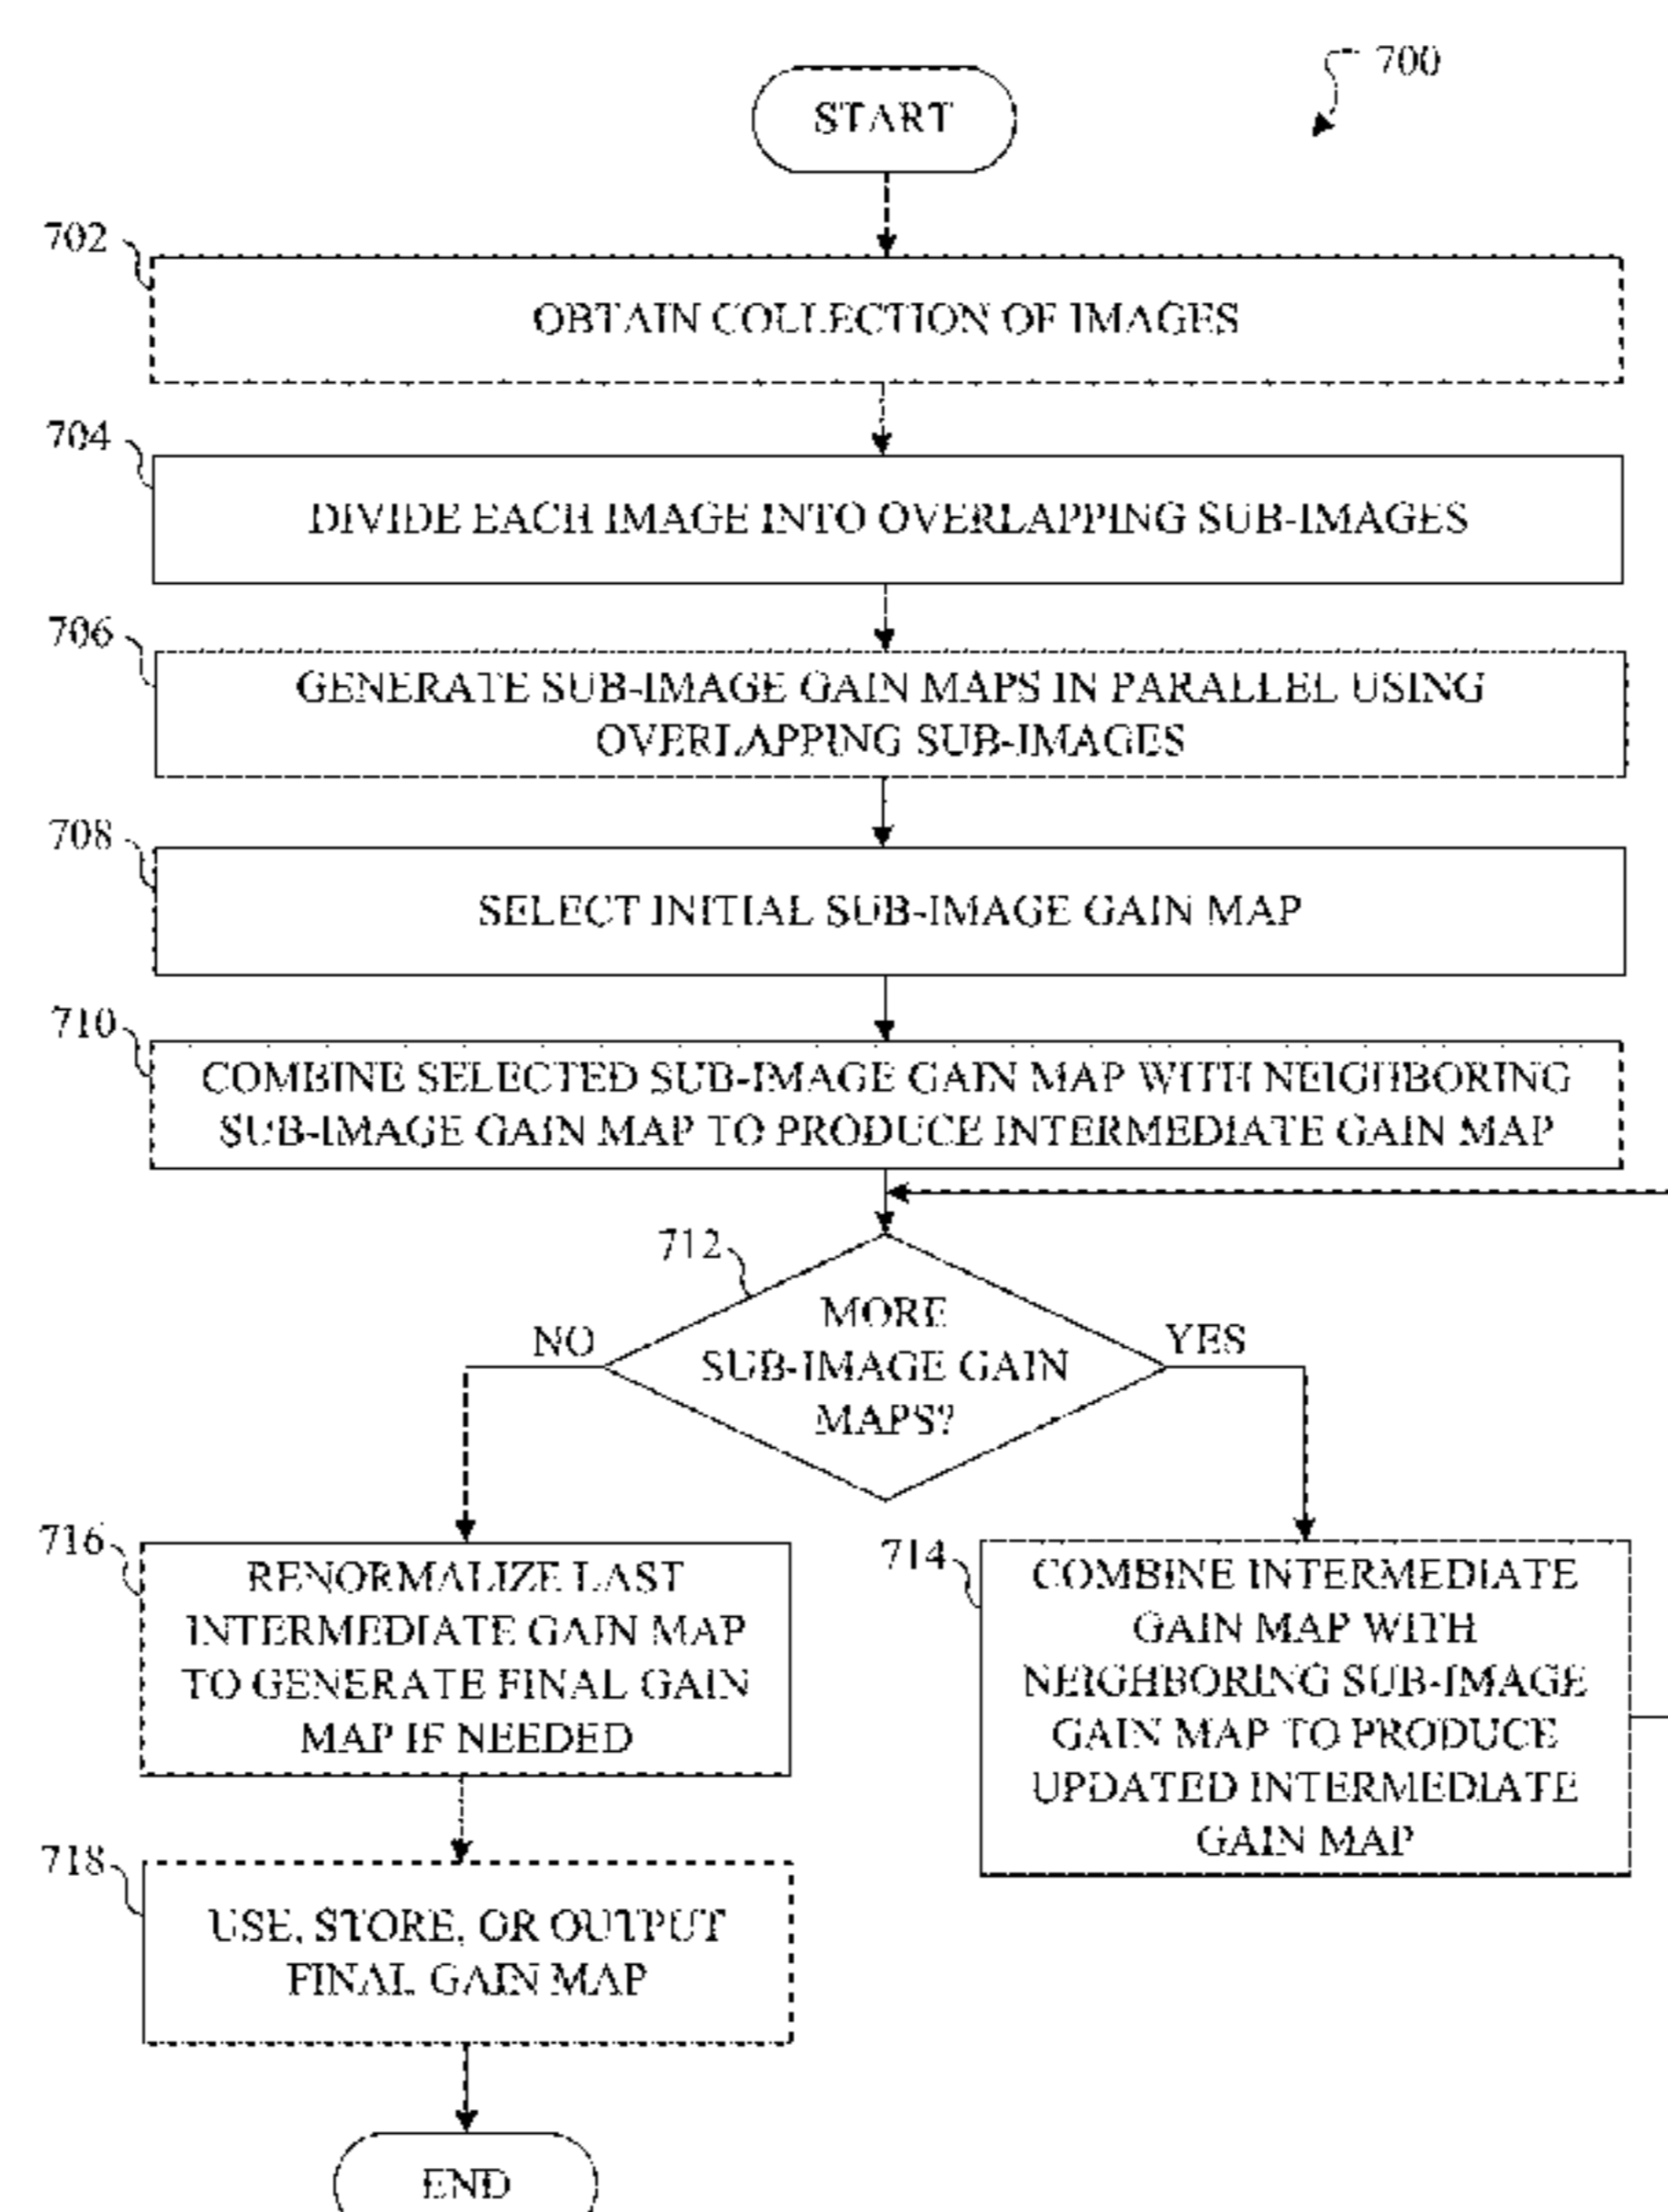 700
START
702
OBTAIN COLLECTION OF IMAGES
704
DIVIDE EACH IMAGE INTO OVERLAPPING SUB-IMAGES
706
GENERATE SUB-IMAGE GAIN MAPS IN PARALLEL USING
OVERLAPPING SUB-IMAGES
708
SELECT INITIAL SUB-IMAGE GAIN MAP
710
COMBINE SELECTED SUB-IMAGE GAIN MAP WITH NEIGHBORING
SUB-IMAGE GAIN MAP TO PRODUCE INTERMEDIATE GAIN MAP
712
MORE
SUB-IMAGE GAIN
MAPS?
NO
YES
716
RENORMALIZE LAST
INTERMEDIATE GAIN MAP
TO GENERATE FINAL GAIN
MAP IF NEEDED
714
COMBINE INTERMEDIATE
GAIN MAP WITH
NEIGHBORING SUB-IMAGE
GAIN MAP TO PRODUCE
UPDATED INTERMEDIATE
GAIN MAP
718
USE, STORE, OR OUTPUT
FINAL GAIN MAP
END